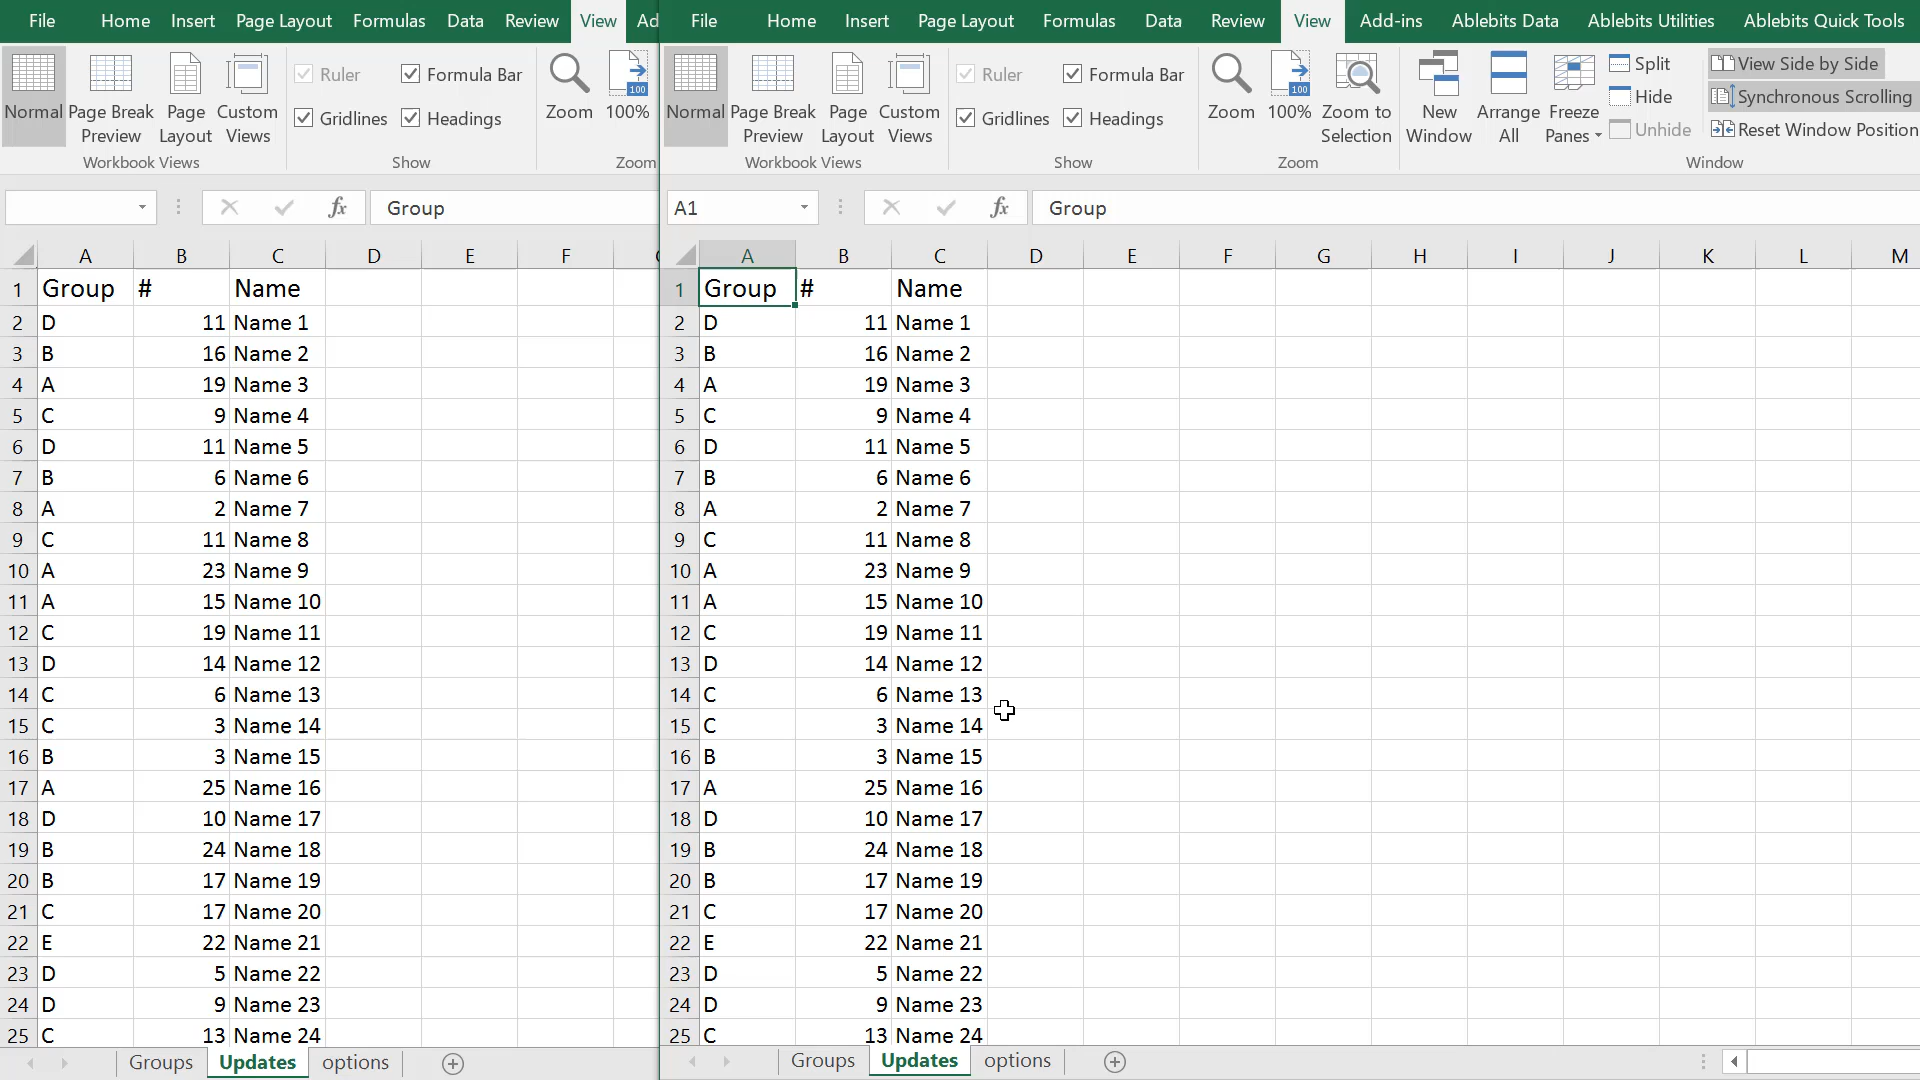 File Home Insert Page Layout Formulas Data Review View Ad
Normal Page Break Preview Page Layout Custom Views
Ruler Formula Bar
Gridlines Headings
Zoom 100%
100
Workbook Views Show Zoom
fx Group
A B C D E F
1 Group # Name
2 D 11 Name 1
3 B 16 Name 2
4 A 19 Name 3
5 C 9 Name 4
6 D 11 Name 5
7 B 6 Name 6
8 A 2 Name 7
9 C 11 Name 8
10 A 23 Name 9
11 A 15 Name 10
12 C 19 Name 11
13 D 14 Name 12
14 C 6 Name 13
15 C 3 Name 14
16 B 3 Name 15
17 A 25 Name 16
18 D 10 Name 17
19 B 24 Name 18
20 B 17 Name 19
21 C 17 Name 20
22 E 22 Name 21
23 D 5 Name 22
24 D 9 Name 23
25 C 13 Name 24
Groups Updates options
File Home Insert Page Layout Formulas Data Review View Add-ins Ablebits Data Ablebits Utilities Ablebits Quick Tools
Normal Page Break Preview Page Layout Custom Views
Ruler Formula Bar
Gridlines Headings
Zoom 100% Zoom to Selection
100
New Window Arrange All Freeze Panes
Split View Side by Side
Hide Synchronous Scrolling
Unhide Reset Window Position
Workbook Views Show Zoom Window
A1 fx Group
A B C D E F G H I J K L M
1 Group # Name
2 D 11 Name 1
3 B 16 Name 2
4 A 19 Name 3
5 C 9 Name 4
6 D 11 Name 5
7 B 6 Name 6
8 A 2 Name 7
9 C 11 Name 8
10 A 23 Name 9
11 A 15 Name 10
12 C 19 Name 11
13 D 14 Name 12
14 C 6 Name 13
15 C 3 Name 14
16 B 3 Name 15
17 A 25 Name 16
18 D 10 Name 17
19 B 24 Name 18
20 B 17 Name 19
21 C 17 Name 20
22 E 22 Name 21
23 D 5 Name 22
24 D 9 Name 23
25 C 13 Name 24
Groups Updates options